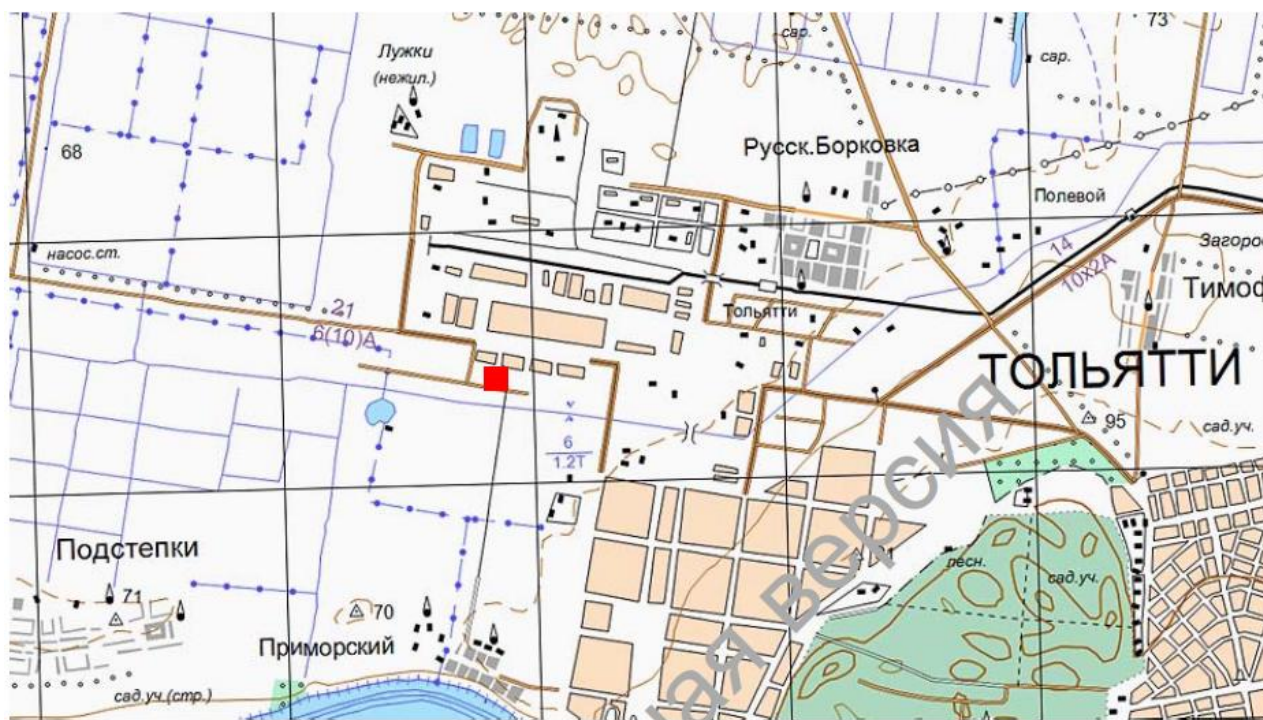 73
сар.
Лужки
сар.
(нежил.)
68
Русск.Борковка
Полевой
насос.ст.
14
Загоро
10х2А
Тимоф
21
Тольятти
6(10)А
ТОЛЬЯТТИ
95
сад.уч.
6
1.2Т
Подстепки
лесн.
сад.уч.
71
70
Приморский
сад.уч.(стр.)
ная версия